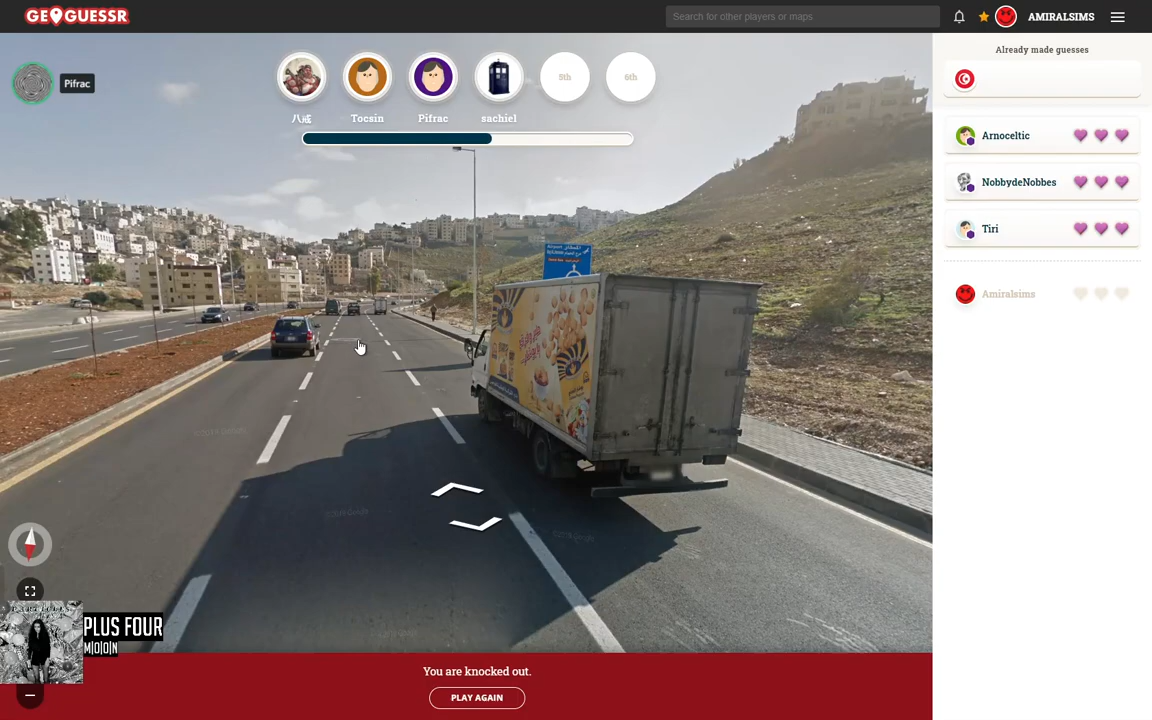 GEOGUESSR
Search for other players or maps
AMIRALSIMS
Pifrac
5th
6th
八戒
Tocsin
Pifrac
sachiel
Already made guesses
Arnoceltic
NobbydeNobbes
Tiri
Amiralsims
Airport
PLUS FOUR
M|O|O|N
You are knocked out.
PLAY AGAIN